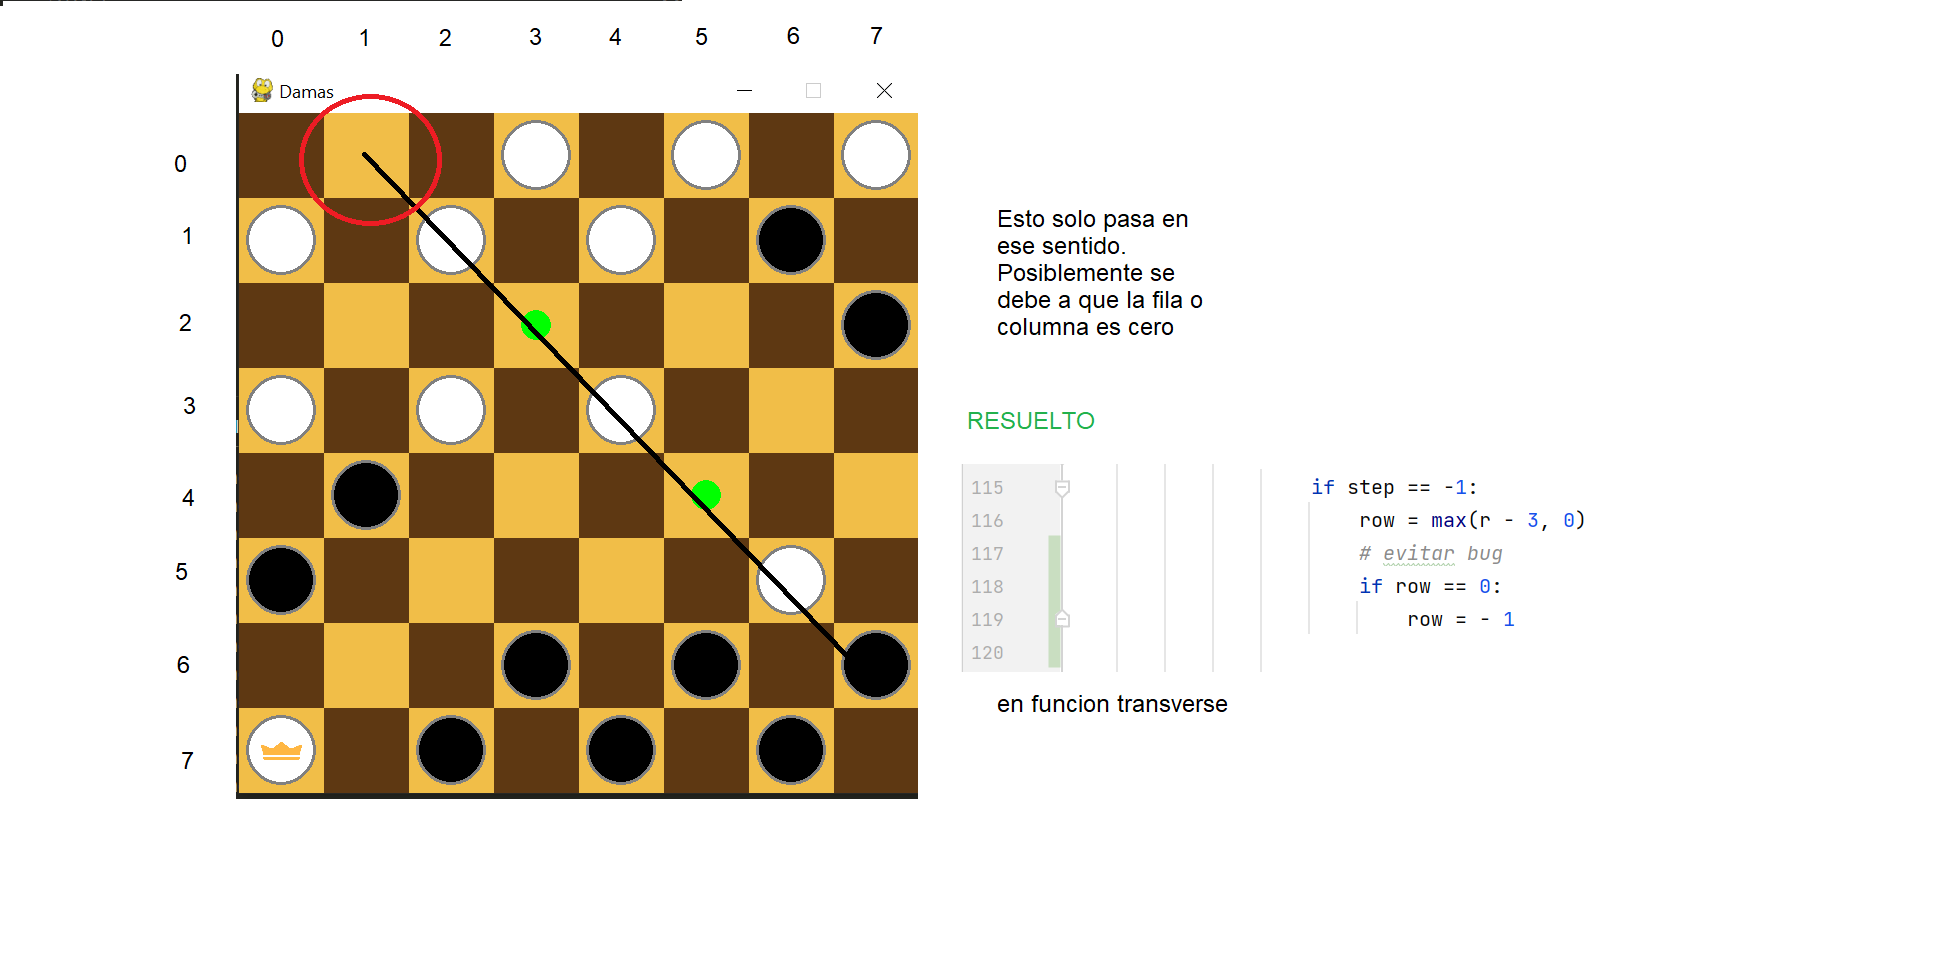 0 1 2 3 4 5 6 7
Damas
0
1
2
3
4
5
6
7
Esto solo pasa en
ese sentido.
Posiblemente se
debe a que la fila o
columna es cero
RESUELTO
115 if step == -1:
116 row = max(r - 3, 0)
117 # evitar bug
118 if row == 0:
119 row = - 1
120
en funcion transverse